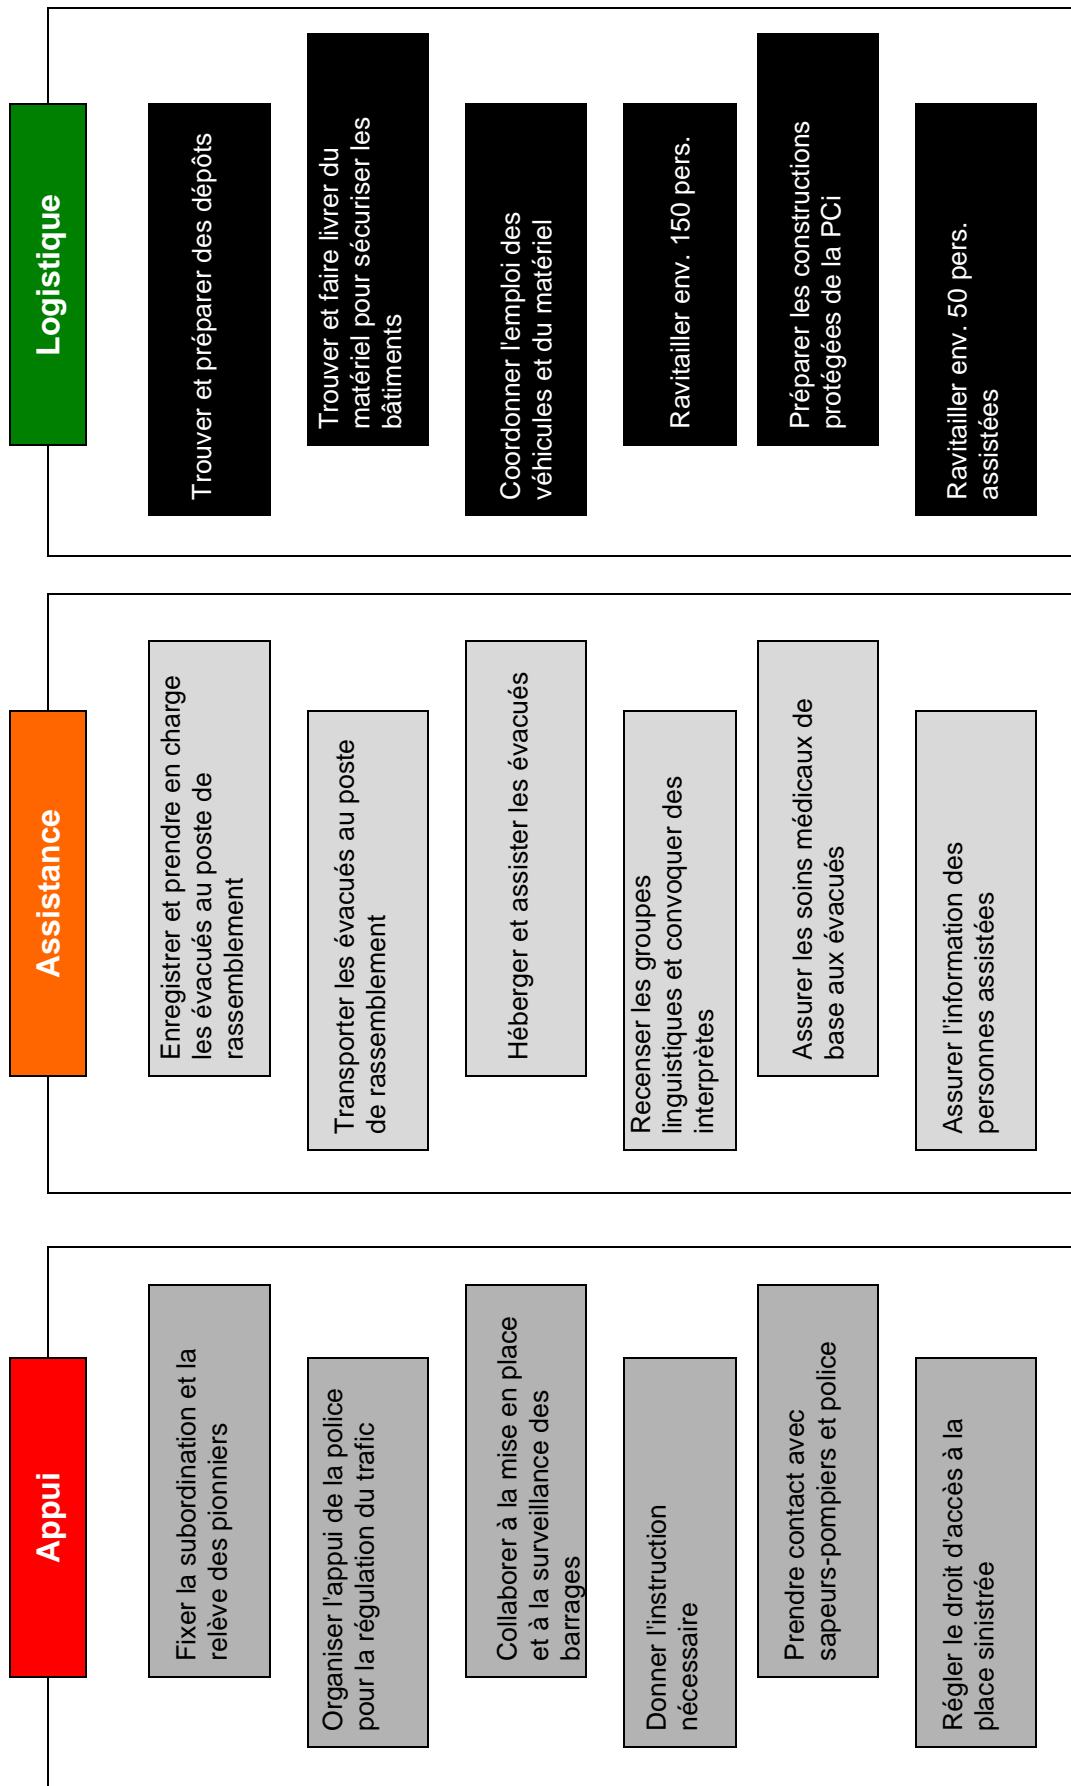 Appui
Fixer la subordination et la
relève des pionniers
Organiser l'appui de la police
pour la régulation du trafic
Collaborer à la mise en place
et à la surveillance des
barrages
Donner l'instruction
nécessaire
Prendre contact avec
sapeurs-pompiers et police
Régler le droit d'accès à la
place sinistrée
Assistance
Enregistrer et prendre en charge
les évacués au poste de
rassemblement
Transporter les évacués au poste
de rassemblement
Héberger et assister les évacués
Recenser les groupes
linguistiques et convoquer des
interprètes
Assurer les soins médicaux de
base aux évacués
Assurer l'information des
personnes assistées
Logistique
Trouver et préparer des dépôts
Trouver et faire livrer du
matériel pour sécuriser les
bâtiments
Coordonner l'emploi des
véhicules et du matériel
Ravitailler env. 150 pers.
Préparer les constructions
protégées de la PCi
Ravitailler env. 50 pers.
assistées